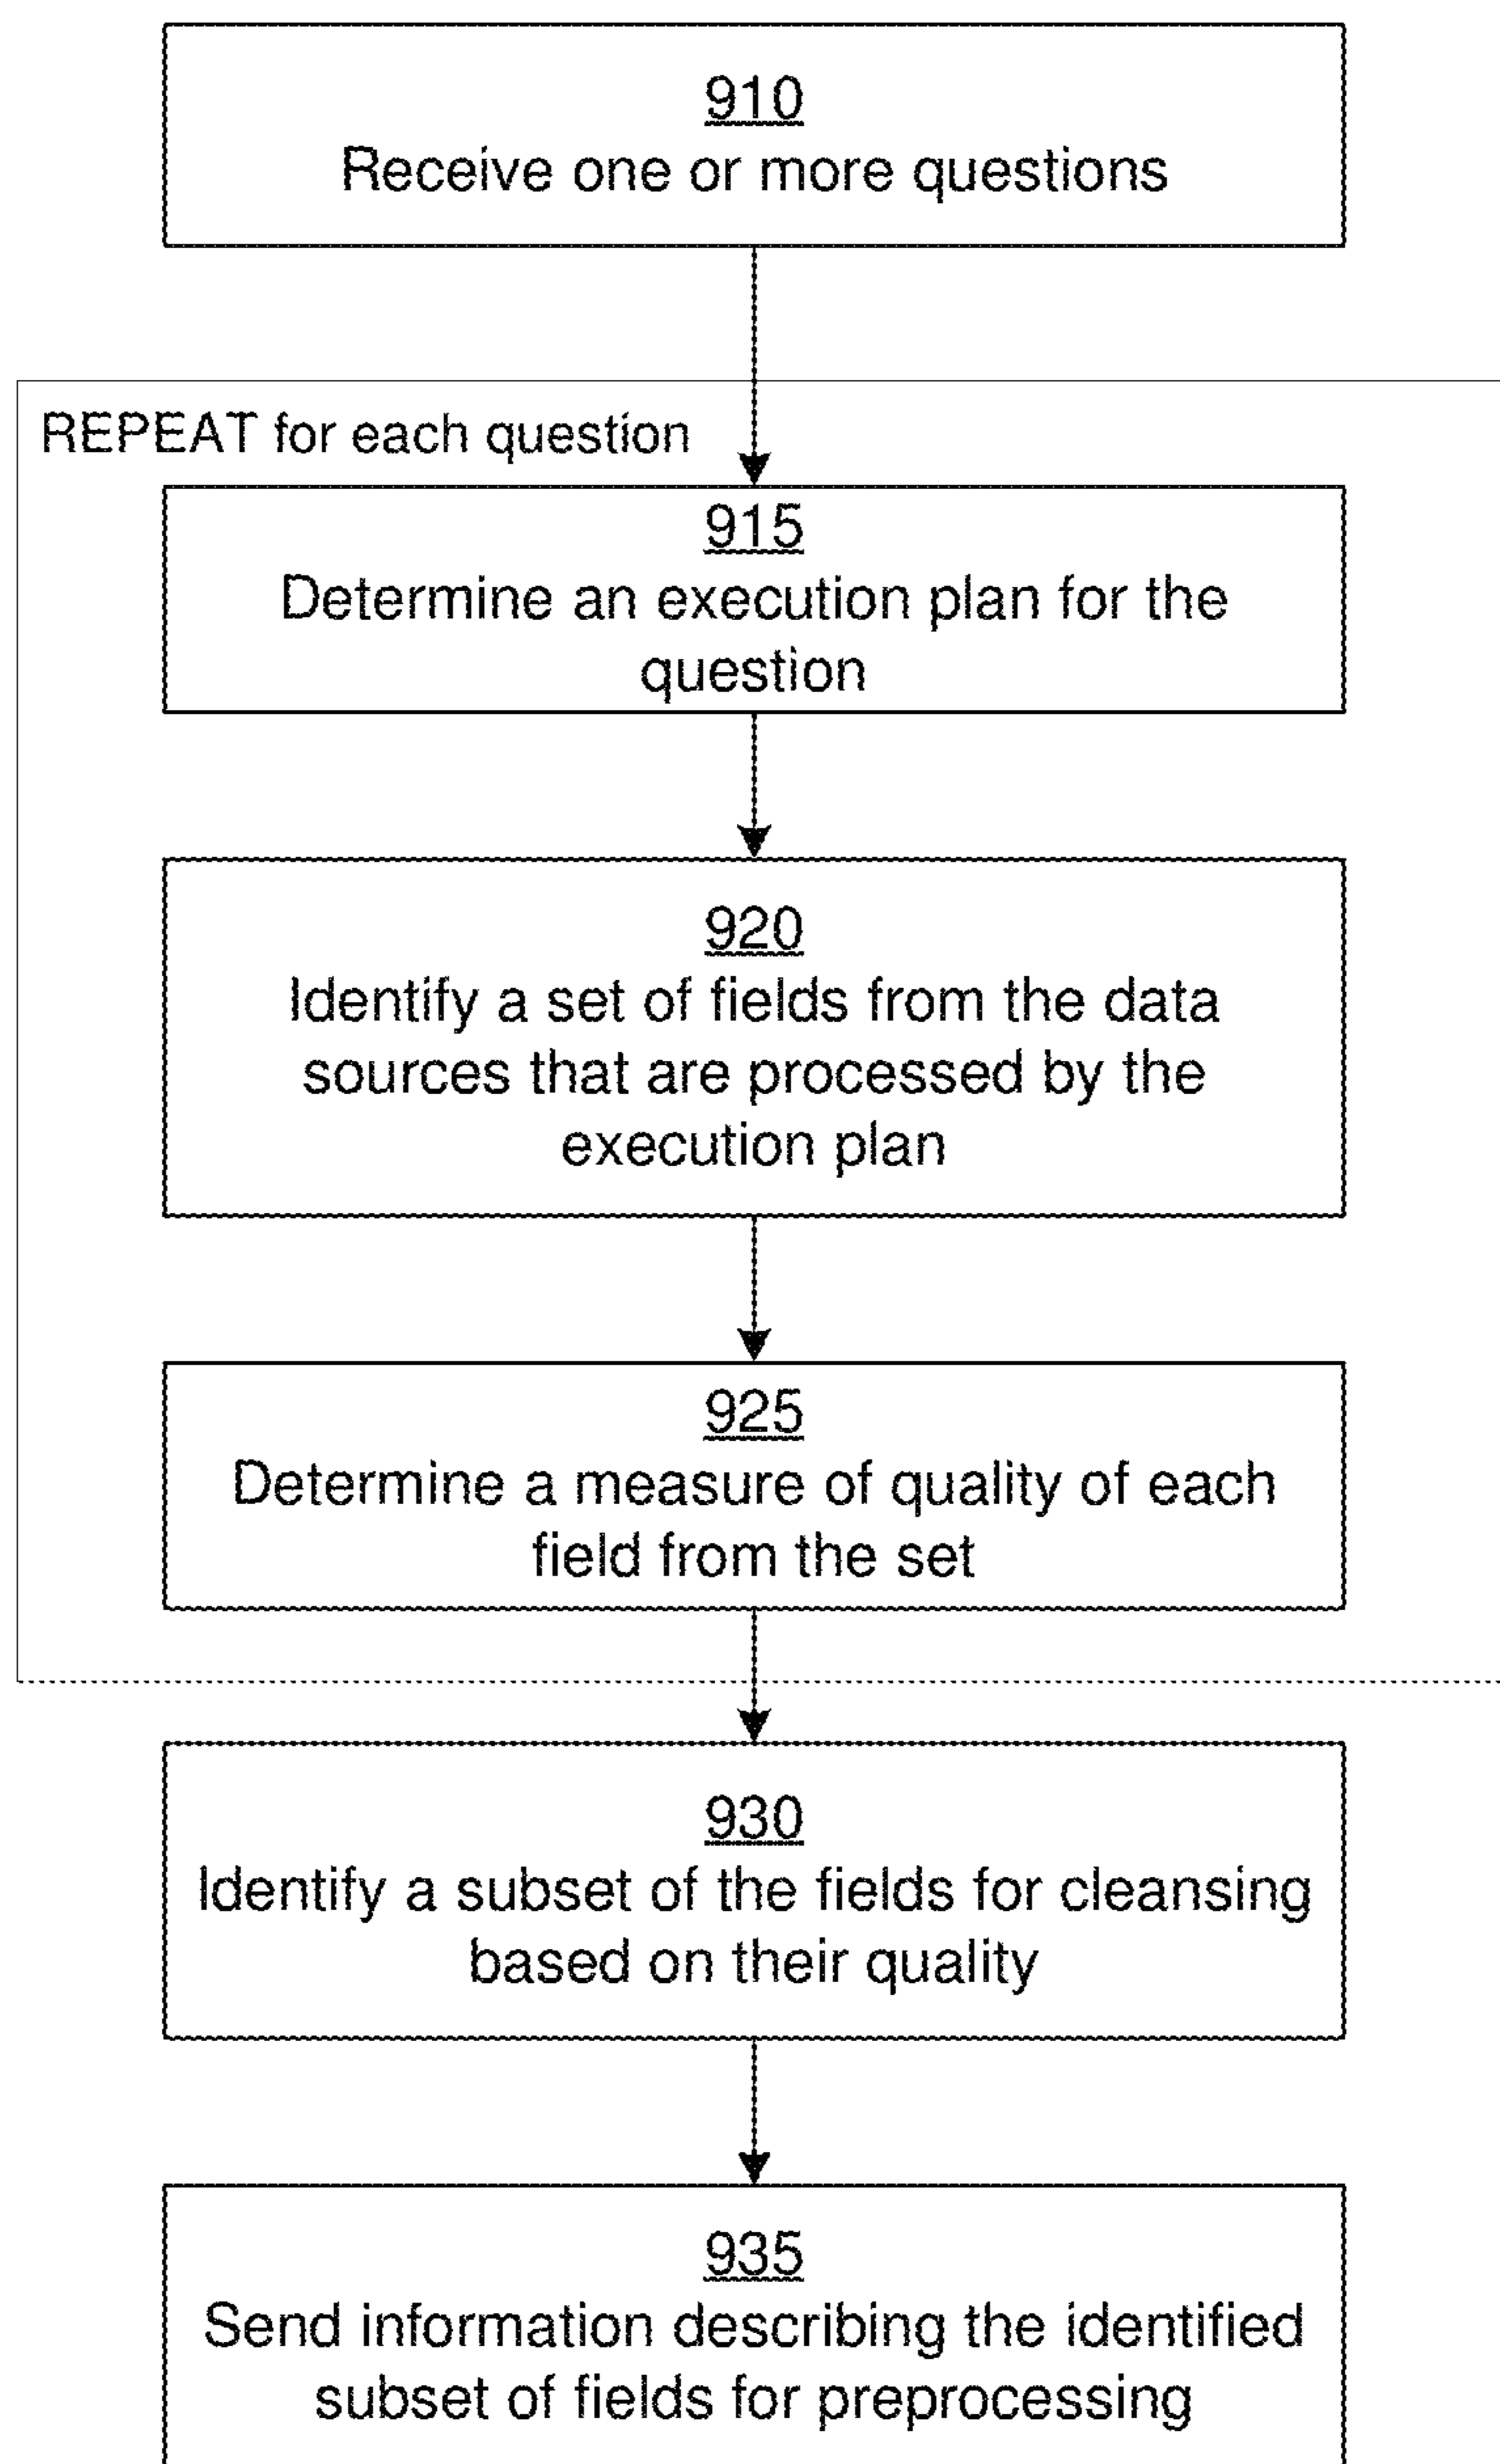 910
Receive one or more questions
REPEAT for each question
915
Determine an execution plan for the
question
920
Identify a set of fields from the data
sources that are processed by the
execution plan
925
Determine a measure of quality of each
field from the set
930
Identify a subset of the fields for cleansing
based on their quality
935
Send information describing the identified
subset of fields for preprocessing